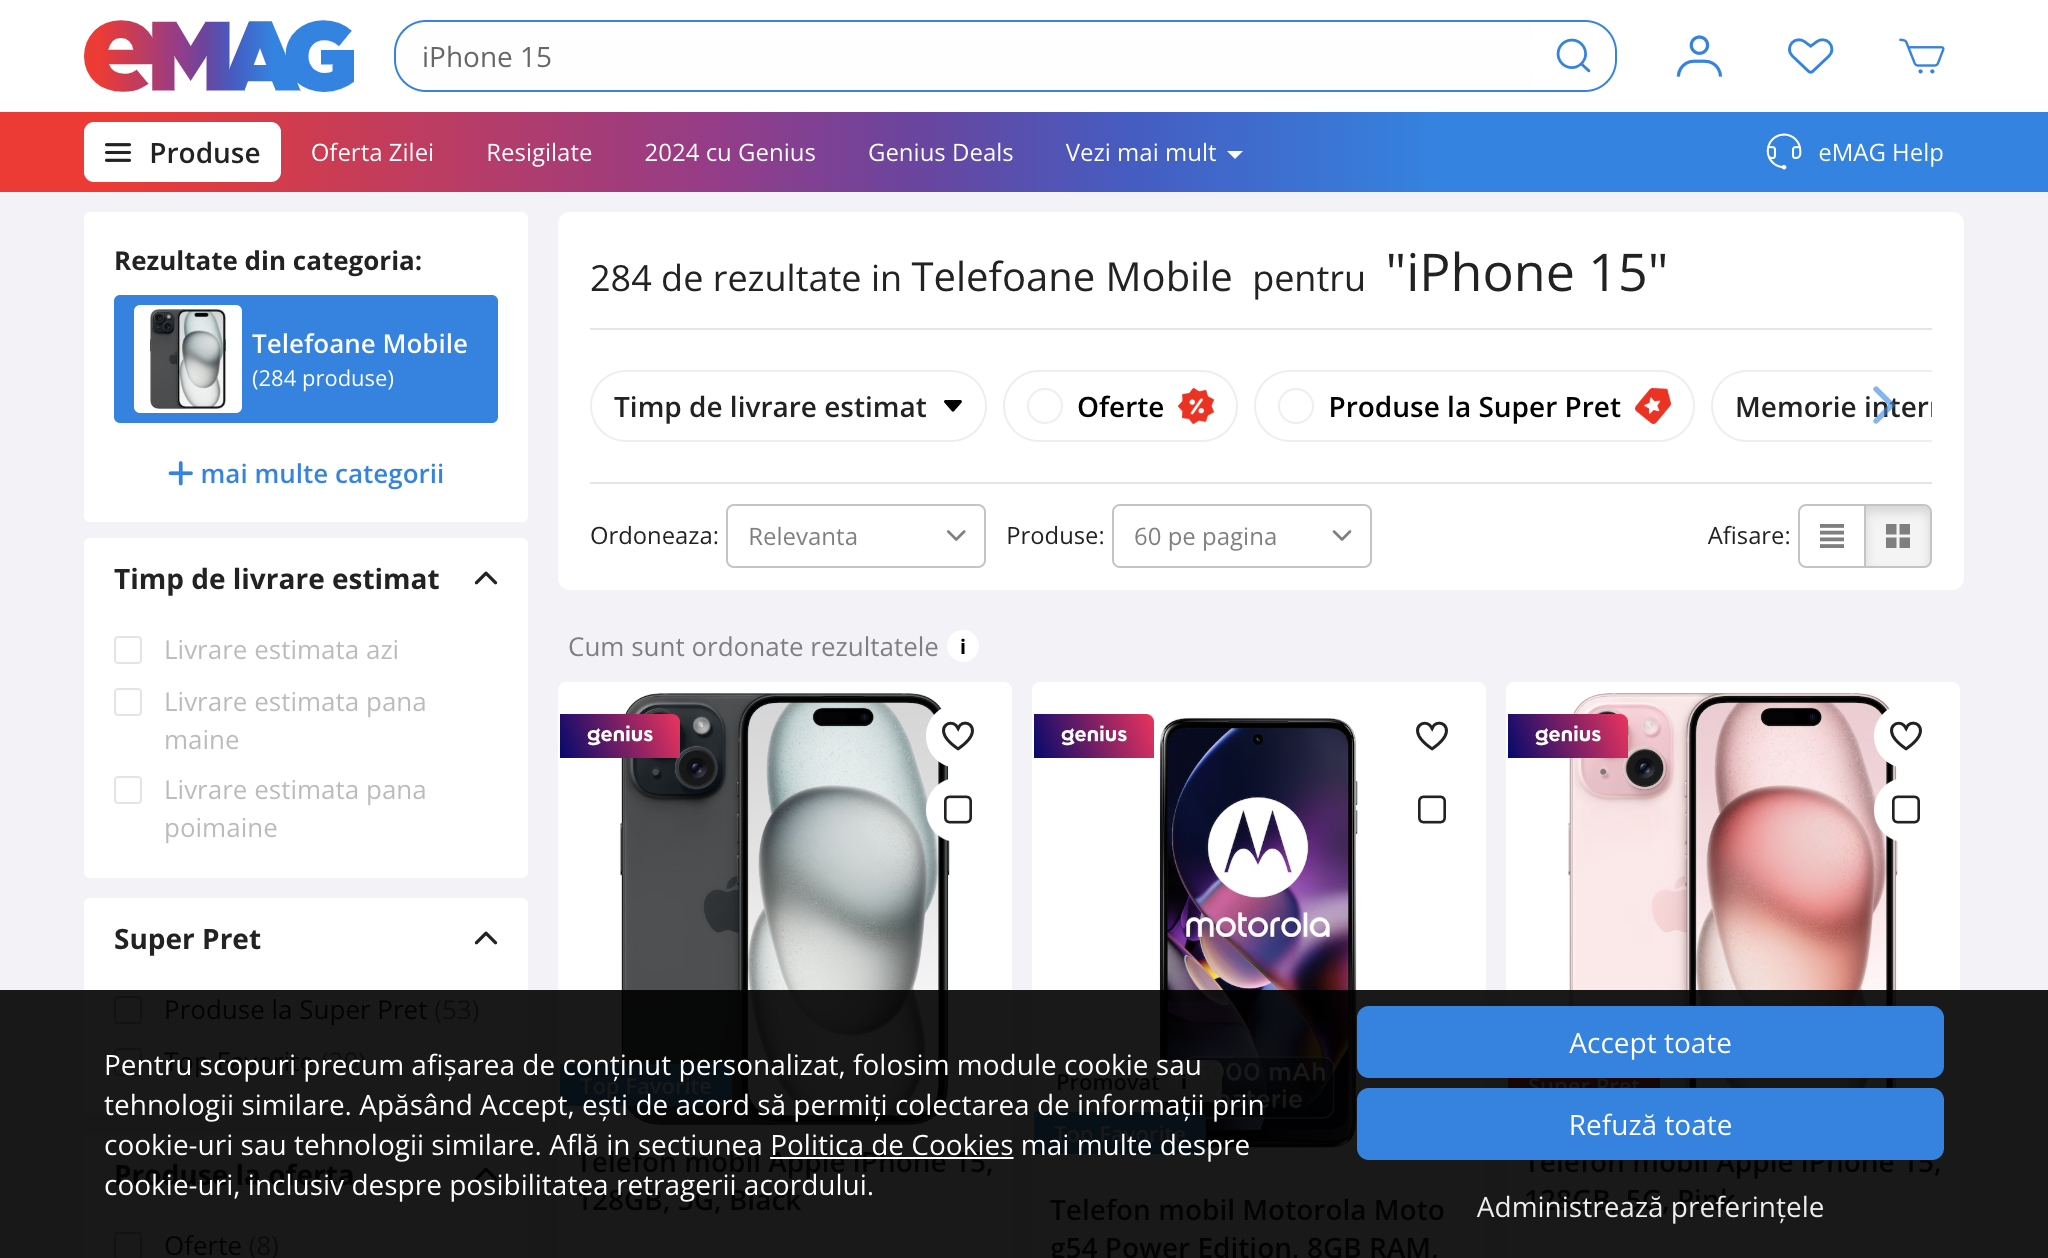 eMAG
iPhone 15
Produse
Oferta Zilei
Resigilate
2024 cu Genius
Genius Deals
Vezi mai mult
eMAG Help
Rezultate din categoria:
Telefoane Mobile
(284 produse)
+ mai multe categorii
284 de rezultate in Telefoane Mobile pentru "iPhone 15"
Timp de livrare estimat
Oferte
Produse la Super Pret
Memorie intern
Ordoneaza:
Relevanta
Produse:
60 pe pagina
Afisare:
Timp de livrare estimat
Livrare estimata azi
Livrare estimata pana
maine
Livrare estimata pana
poimaine
Cum sunt ordonate rezultatele i
genius
genius
motorola
genius
Super Pret
Produse la Super Pret (53)
Top Favorite
Promovat i
000 mAh
Top Favorite
Super Pret
Produse la oferta
Oferte (8)
Telefon mobil Apple iPhone 15,
128GB, 5G, Black
Telefon mobil Motorola Moto
g54 Power Edition, 8GB RAM,
Telefon mobil Apple iPhone 15,
128GB, 5G, Pink
Pentru scopuri precum afișarea de conținut personalizat, folosim module cookie sau
tehnologii similare. Apăsând Accept, ești de acord să permiți colectarea de informații prin
cookie-uri sau tehnologii similare. Află in sectiunea Politica de Cookies mai multe despre
cookie-uri, inclusiv despre posibilitatea retragerii acordului.
Accept toate
Refuză toate
Administrează preferințele